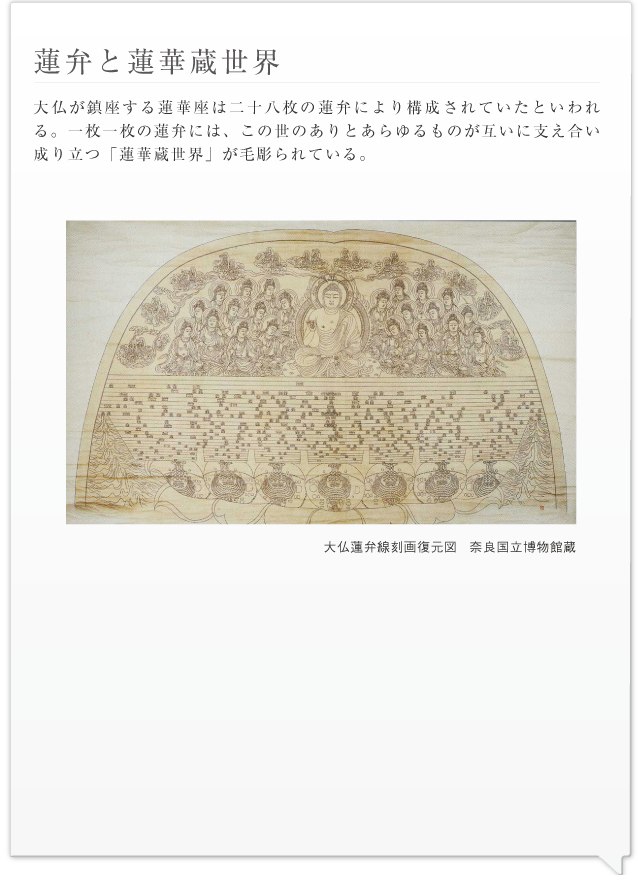 蓮弁と蓮華蔵世界
大仏が鎮座する蓮華座は二十八枚の蓮弁により構成されていたといわれ
る。一枚一枚の蓮弁には、この世のありとあらゆるものが互いに支え合い
成り立つ「蓮華蔵世界」が毛彫られている。
大仏蓮弁線刻画復元図　奈良国立博物館蔵